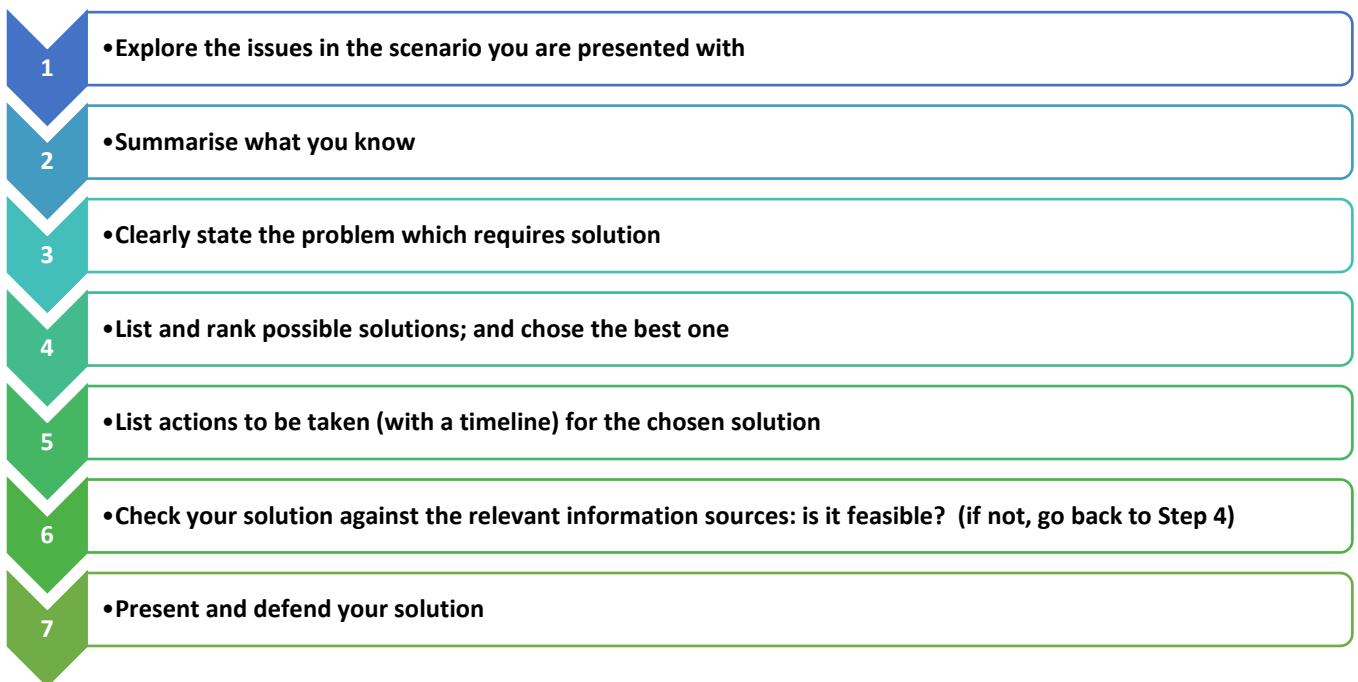 1
•Explore the issues in the scenario you are presented with
2
•Summarise what you know
3
•Clearly state the problem which requires solution
4
•List and rank possible solutions; and chose the best one
5
•List actions to be taken (with a timeline) for the chosen solution
6
•Check your solution against the relevant information sources: is it feasible?  (if not, go back to Step 4)
7
•Present and defend your solution